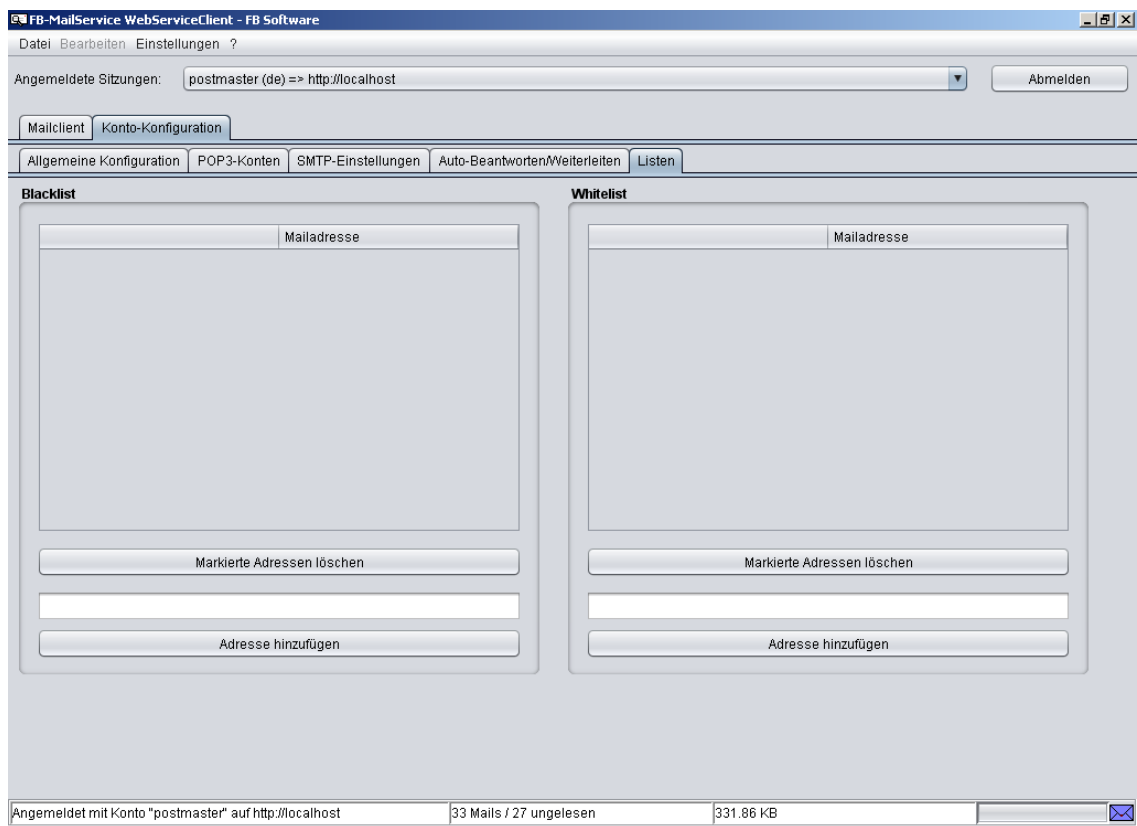 FB-MailService WebServiceClient - FB Software
Datei Bearbeiten Einstellungen ?
Angemeldete Sitzungen: postmaster (de) => http://localhost Abmelden
Mailclient Konto-Konfiguration
Allgemeine Konfiguration POP3-Konten SMTP-Einstellungen Auto-Beantworten/Weiterleiten Listen
Blacklist Whitelist
Mailadresse Mailadresse
Markierte Adressen löschen Markierte Adressen löschen
Adresse hinzufügen Adresse hinzufügen
Angemeldet mit Konto "postmaster" auf http://localhost 33 Mails / 27 ungelesen 331.86 KB